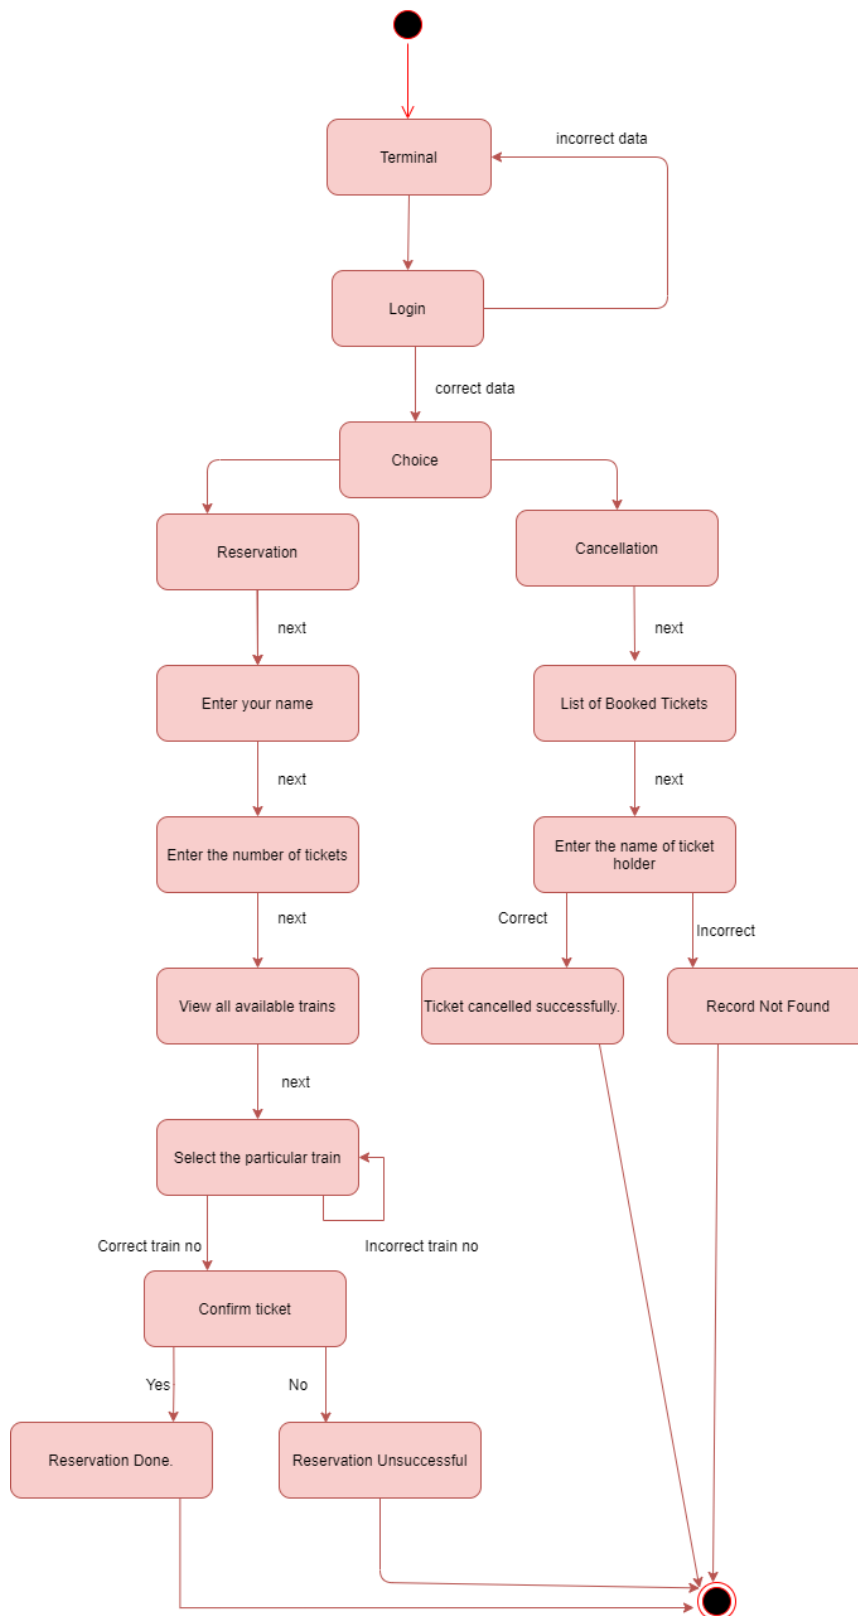 Terminal
incorrect data
Login
correct data
Choice
Reservation
Cancellation
next
next
Enter your name
List of Booked Tickets
next
next
Enter the number of tickets
Enter the name of ticket
holder
next
Correct
Incorrect
View all available trains
Ticket cancelled successfully.
Record Not Found
next
Select the particular train
Correct train no
Incorrect train no
Confirm ticket
Yes
No
Reservation Done.
Reservation Unsuccessful